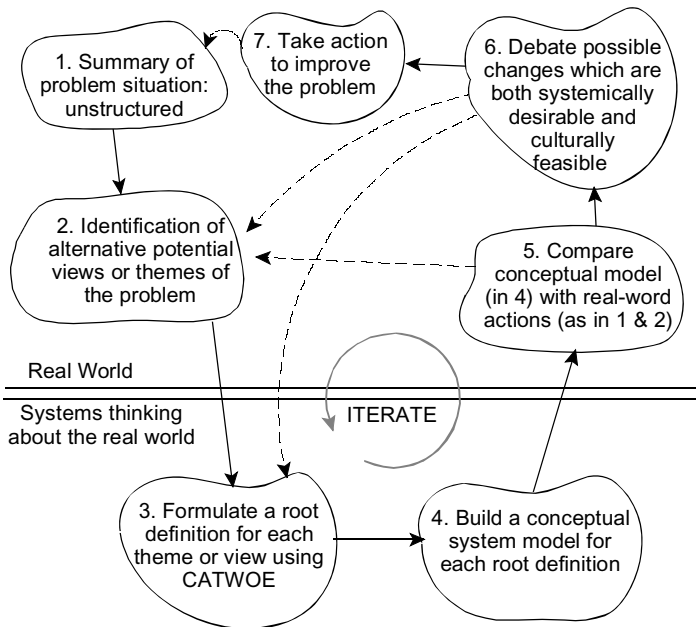 1. Summary of
problem situation:
unstructured
7. Take action
to improve
the problem
6. Debate possible
changes which are
both systemically
desirable and
culturally
feasible
2. Identification of
alternative potential
views or themes of
the problem
5. Compare
conceptual model
(in 4) with real-word
actions (as in 1 & 2)
Real World
Systems thinking
about the real world
ITERATE
3. Formulate a root
definition for each
theme or view using
CATWOE
4. Build a conceptual
system model for
each root definition